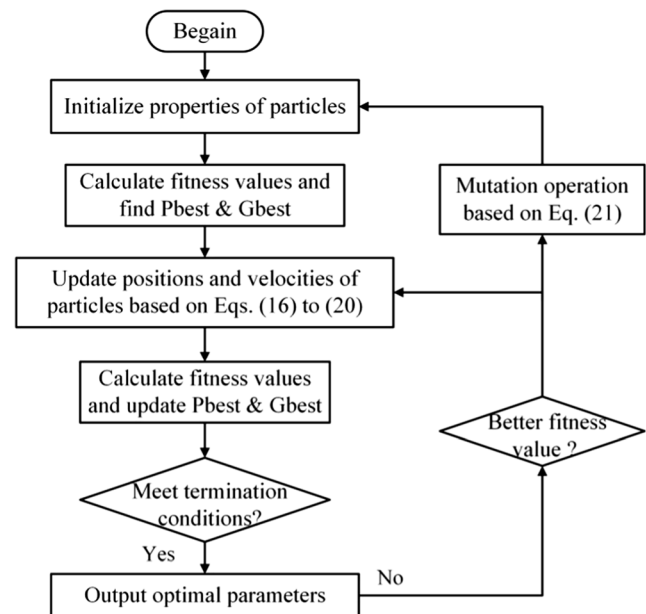 Begain
Initialize properties of particles
Calculate fitness values and
find Pbest & Gbest
Mutation operation
based on Eq. (21)
Update positions and velocities of
particles based on Eqs. (16) to (20)
Calculate fitness values
and update Pbest & Gbest
Better fitness
value ?
Meet termination
conditions?
Yes
No
Output optimal parameters